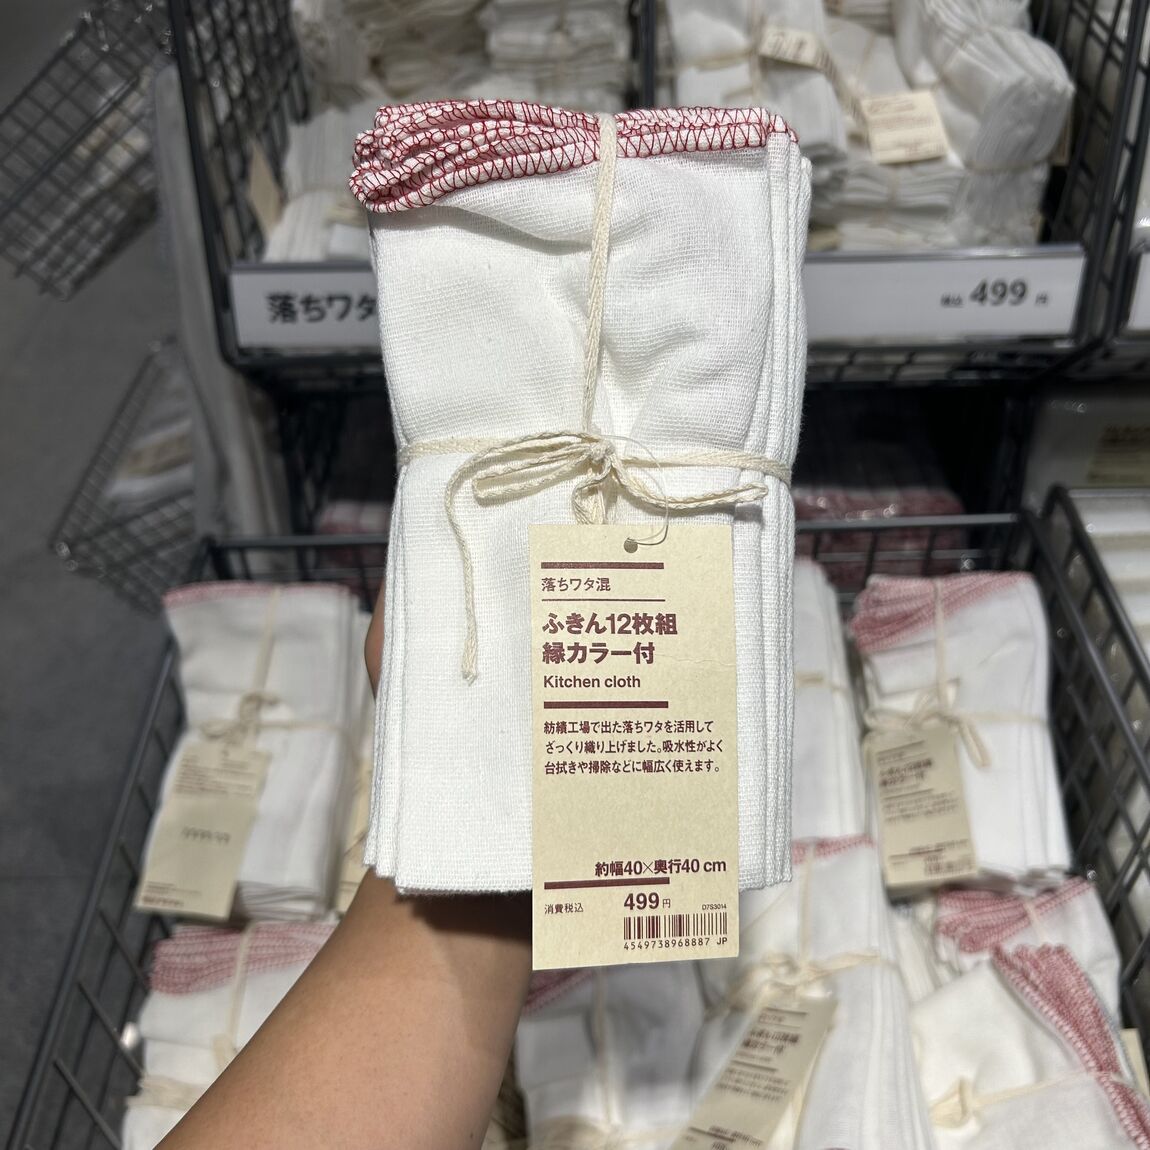 落ちワタ
税込 499 円
落ちワタ混
ふきん12枚組
縁カラー付
Kitchen cloth
紡績工場で出た落ちワタを活用して
ざっくり織り上げました。吸水性がよく
台拭きや掃除などに幅広く使えます。
約幅40×奥行40 cm
消費税込 499円
D7S3014
4549738968887 JP